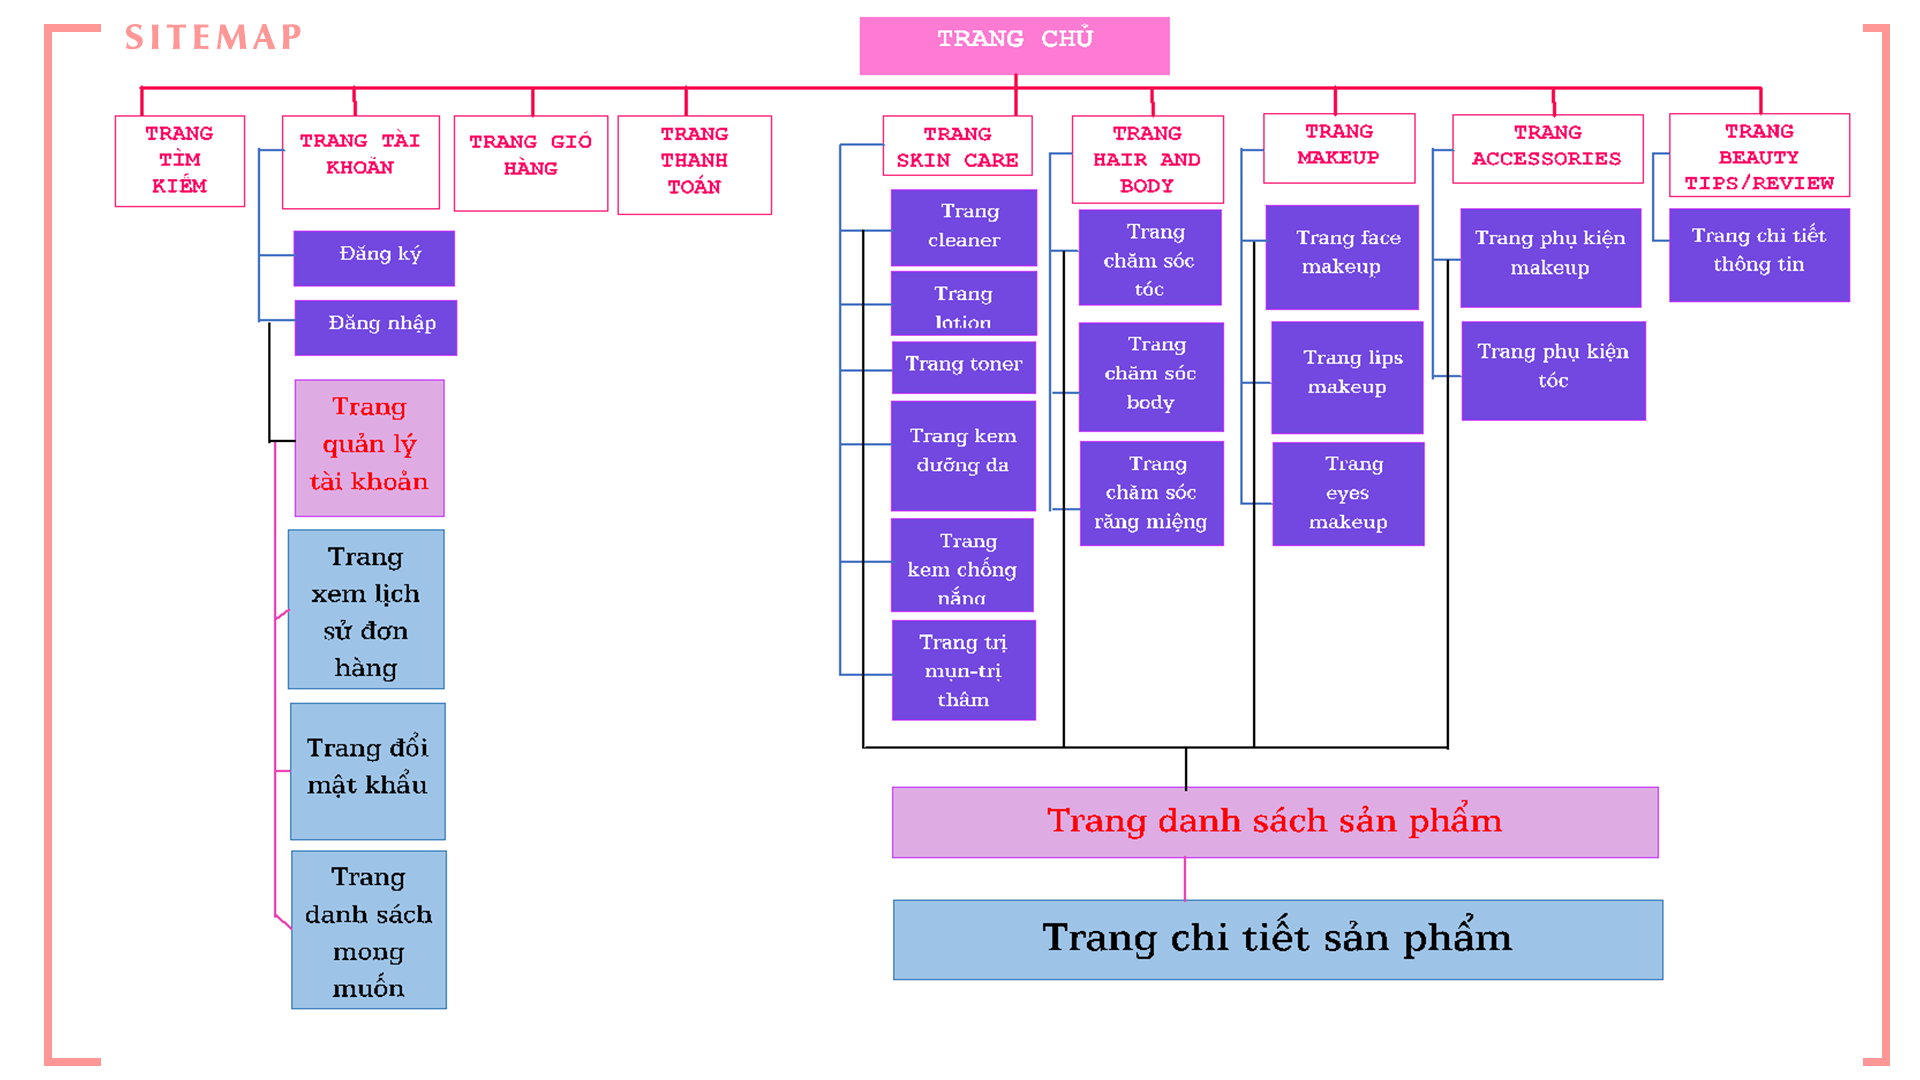 SITEMAP
TRANG CHỦ
TRANG
TÌM
KIẾM
TRANG TÀI
KHOẢN
TRANG GIỎ
HÀNG
TRANG
THANH
TOÁN
TRANG
SKIN CARE
TRANG
HAIR AND
BODY
TRANG
MAKEUP
TRANG
ACCESSORIES
TRANG
BEAUTY
TIPS/REVIEW
Đăng ký
Đăng nhập
Trang
quản lý
tài khoản
Trang
xem lịch
sử đơn
hàng
Trang đổi
mật khẩu
Trang
danh sách
mong
muốn
Trang
cleaner
Trang
lotion
Trang toner
Trang kem
dưỡng da
Trang
kem chống
nắng
Trang trị
mụn-trị
thâm
Trang
chăm sóc
tóc
Trang
chăm sóc
body
Trang
chăm sóc
răng miệng
Trang face
makeup
Trang lips
makeup
Trang
eyes
makeup
Trang phụ kiện
makeup
Trang phụ kiện
tóc
Trang chi tiết
thông tin
Trang danh sách sản phẩm
Trang chi tiết sản phẩm